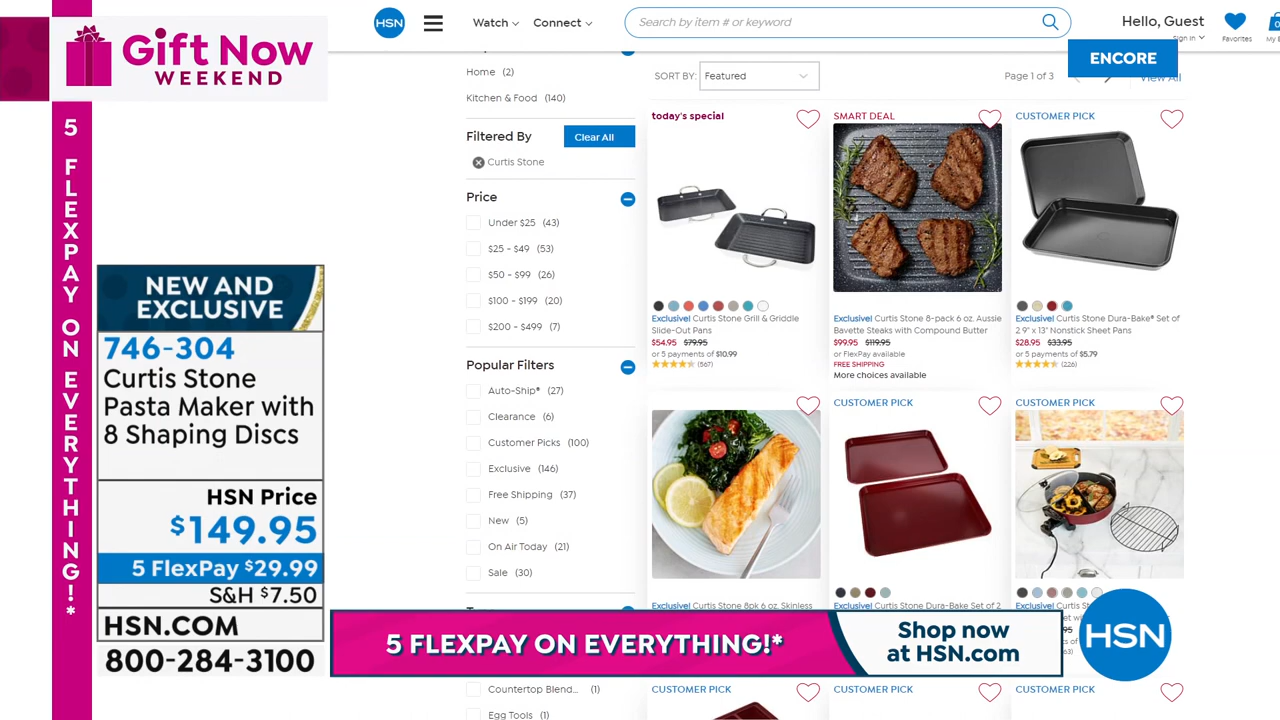 Gift Now
WEEKEND
5 FLEXPAY ON EVERYTHING!*
NEW AND
EXCLUSIVE
746-304
Curtis Stone
Pasta Maker with
8 Shaping Discs
HSN Price
$149.95
5 FlexPay $29.99
S&H $7.50
HSN.COM
800-284-3100
HSN
Watch
Connect
Search by item # or keyword
Hello, Guest
Sign In
Favorites
ENCORE
Home (2)
Kitchen & Food (140)
Filtered By
Clear All
Curtis Stone
Price
Under $25 (43)
$25 - $49 (53)
$50 - $99 (26)
$100 - $199 (20)
$200 - $499 (7)
Popular Filters
Auto-Ship® (27)
Clearance (6)
Customer Picks (100)
Exclusive (146)
Free Shipping (37)
New (5)
On Air Today (21)
Sale (30)
Countertop Blend... (1)
Egg Tools (1)
SORT BY: Featured
Page 1 of 3
View All
today's special
Exclusive! Curtis Stone Grill & Griddle
Slide-Out Pans
$54.95 $79.95
or 5 payments of $10.99
(567)
SMART DEAL
Exclusive! Curtis Stone 8-pack 6 oz. Aussie
Bavette Steaks with Compound Butter
$99.95 $119.95
or FlexPay available
FREE SHIPPING
More choices available
CUSTOMER PICK
Exclusive! Curtis Stone Dura-Bake® Set of
2 9" x 13" Nonstick Sheet Pans
$28.95 $33.95
or 5 payments of $5.79
(226)
Exclusive! Curtis Stone 8pk 6 oz. Skinless
CUSTOMER PICK
Exclusive! Curtis Stone Dura-Bake Set of 2
CUSTOMER PICK
Exclusive! Curtis
CUSTOMER PICK
CUSTOMER PICK
CUSTOMER PICK
5 FLEXPAY ON EVERYTHING!*
Shop now
at HSN.com
HSN